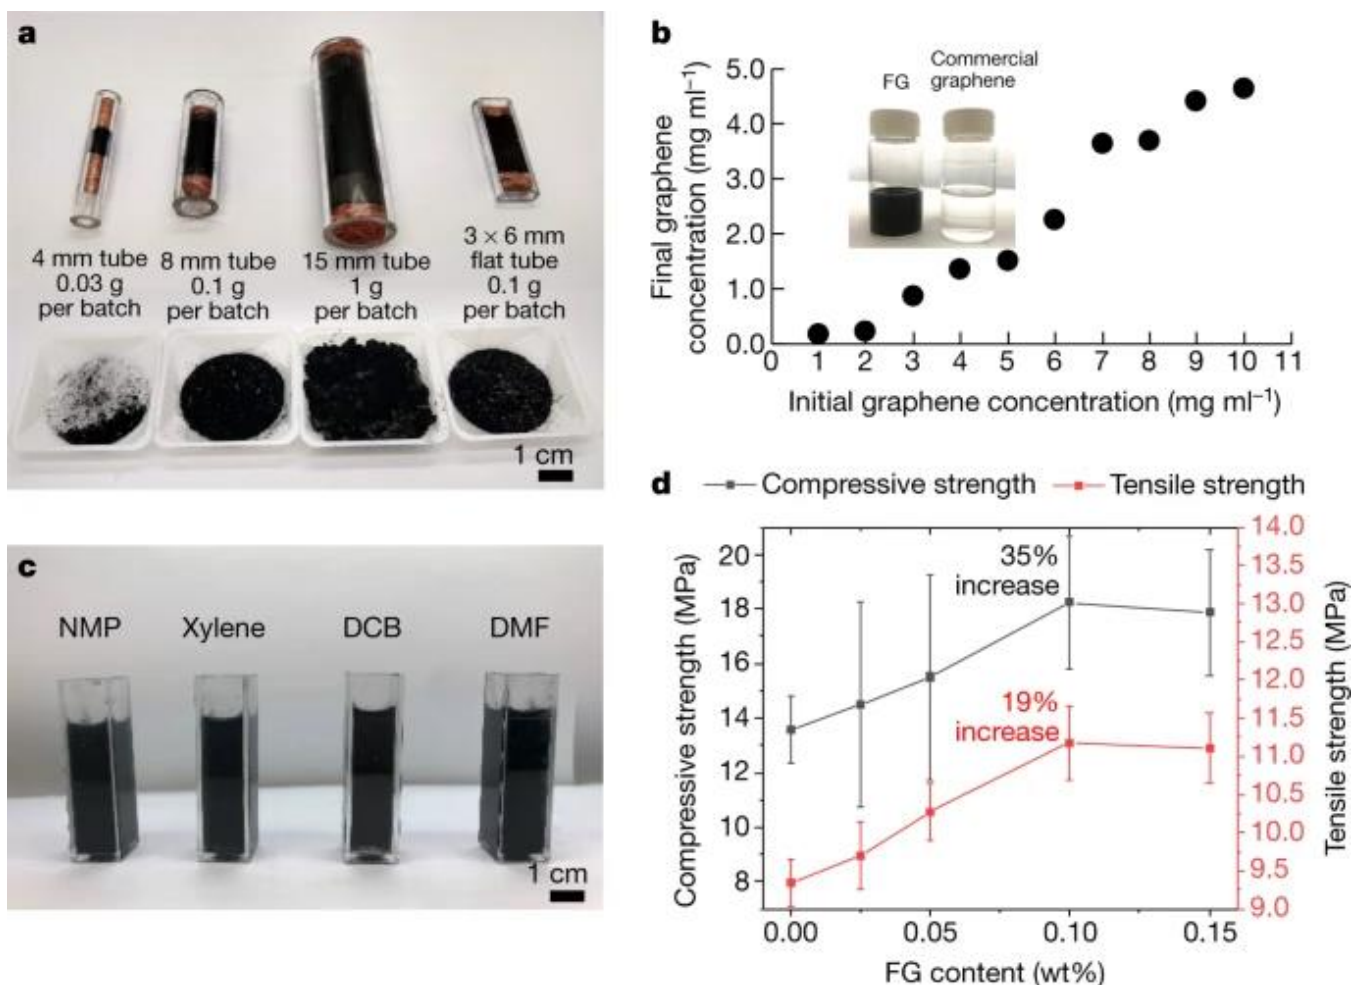 a
4 mm tube
0.03 g
per batch
8 mm tube
0.1 g
per batch
15 mm tube
1 g
per batch
3 × 6 mm
flat tube
0.1 g
per batch
1 cm
b
FG
Commercial
graphene
Final graphene
concentration (mg ml⁻¹)
5.0
4.0
3.0
2.0
1.0
0.0
0 1 2 3 4 5 6 7 8 9 10 11
Initial graphene concentration (mg ml⁻¹)
c
NMP Xylene DCB DMF
1 cm
d
Compressive strength Tensile strength
Compressive strength (MPa)
20
18
16
14
12
10
8
35%
increase
19%
increase
14.0
13.5
13.0
12.5
12.0
11.5
11.0
10.5
10.0
9.5
9.0
Tensile strength (MPa)
0.00 0.05 0.10 0.15
FG content (wt%)